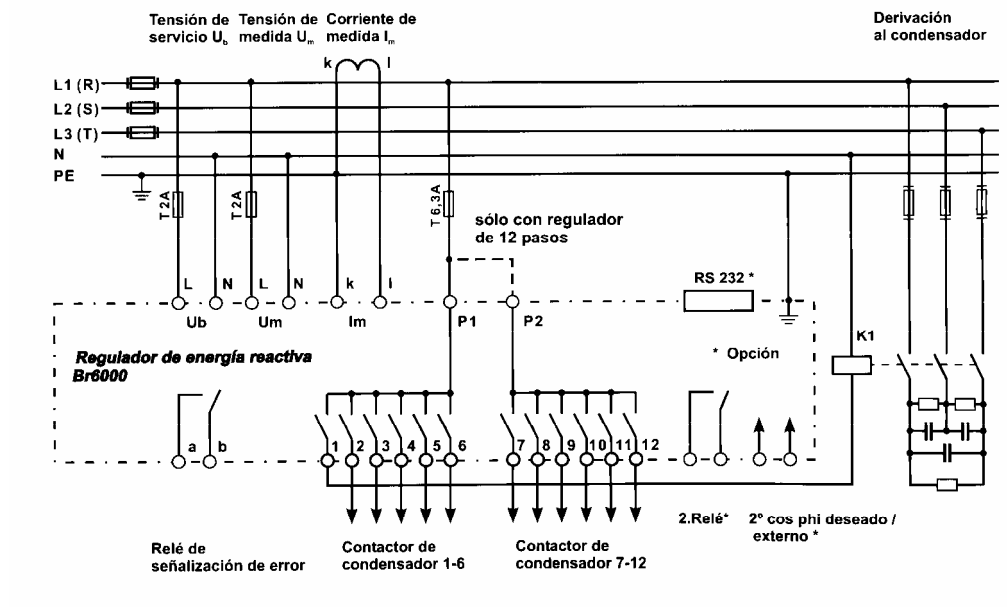 Tensión de
servicio Ub
Tensión de
medida Um
Corriente de
medida Im
Derivación
al condensador
k
l
L1 (R)
L2 (S)
L3 (T)
N
PE
T 2A
T 2A
T 6,3A
sólo con regulador
de 12 pasos
L
N
L
N
k
l
RS 232 *
Ub
Um
Im
P1
P2
K1
* Opción
Regulador de energía reactiva
Br6000
a
b
1
2
3
4
5
6
7
8
9
10
11
12
2.Relé*
2º cos phi deseado /
externo *
Relé de
señalización de error
Contactor de
condensador 1-6
Contactor de
condensador 7-12